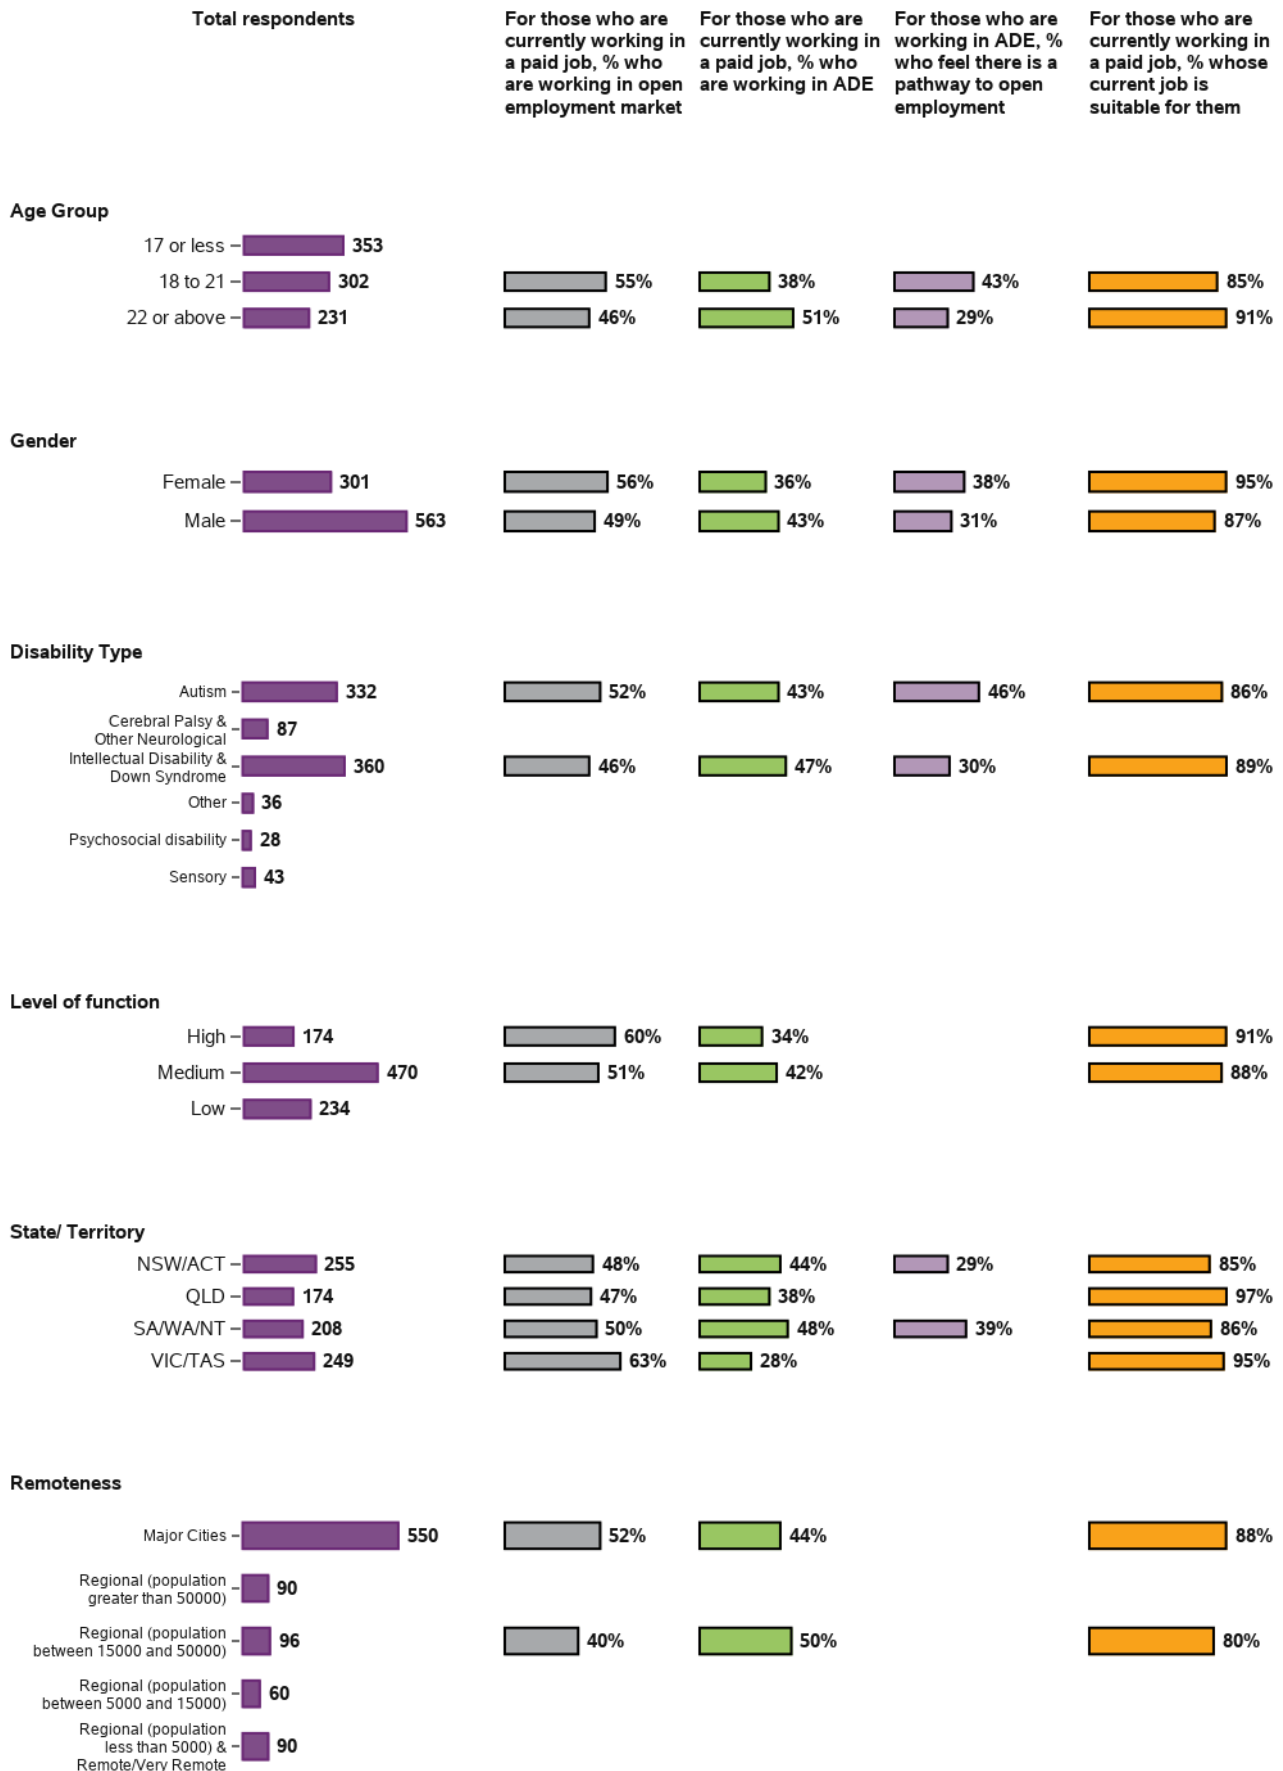 Total respondents
For those who are
currently working in
a paid job, % who
are working in open
employment market
For those who are
currently working in
a paid job, % who
are working in ADE
For those who are
working in ADE, %
who feel there is a
pathway to open
employment
For those who are
currently working in
a paid job, % whose
current job is
suitable for them
Age Group
17 or less 353
18 to 21 302 55% 38% 43% 85%
22 or above 231 46% 51% 29% 91%
Gender
Female 301 56% 36% 38% 95%
Male 563 49% 43% 31% 87%
Disability Type
Autism 332 52% 43% 46% 86%
Cerebral Palsy &
Other Neurological 87
Intellectual Disability &
Down Syndrome 360 46% 47% 30% 89%
Other 36
Psychosocial disability 28
Sensory 43
Level of function
High 174 60% 34% 91%
Medium 470 51% 42% 88%
Low 234
State/ Territory
NSW/ACT 255 48% 44% 29% 85%
QLD 174 47% 38% 97%
SA/WA/NT 208 50% 48% 39% 86%
VIC/TAS 249 63% 28% 95%
Remoteness
Major Cities 550 52% 44% 88%
Regional (population
greater than 50000) 90
Regional (population
between 15000 and 50000) 96 40% 50% 80%
Regional (population
between 5000 and 15000) 60
Regional (population
less than 5000) & 90
Remote/Very Remote